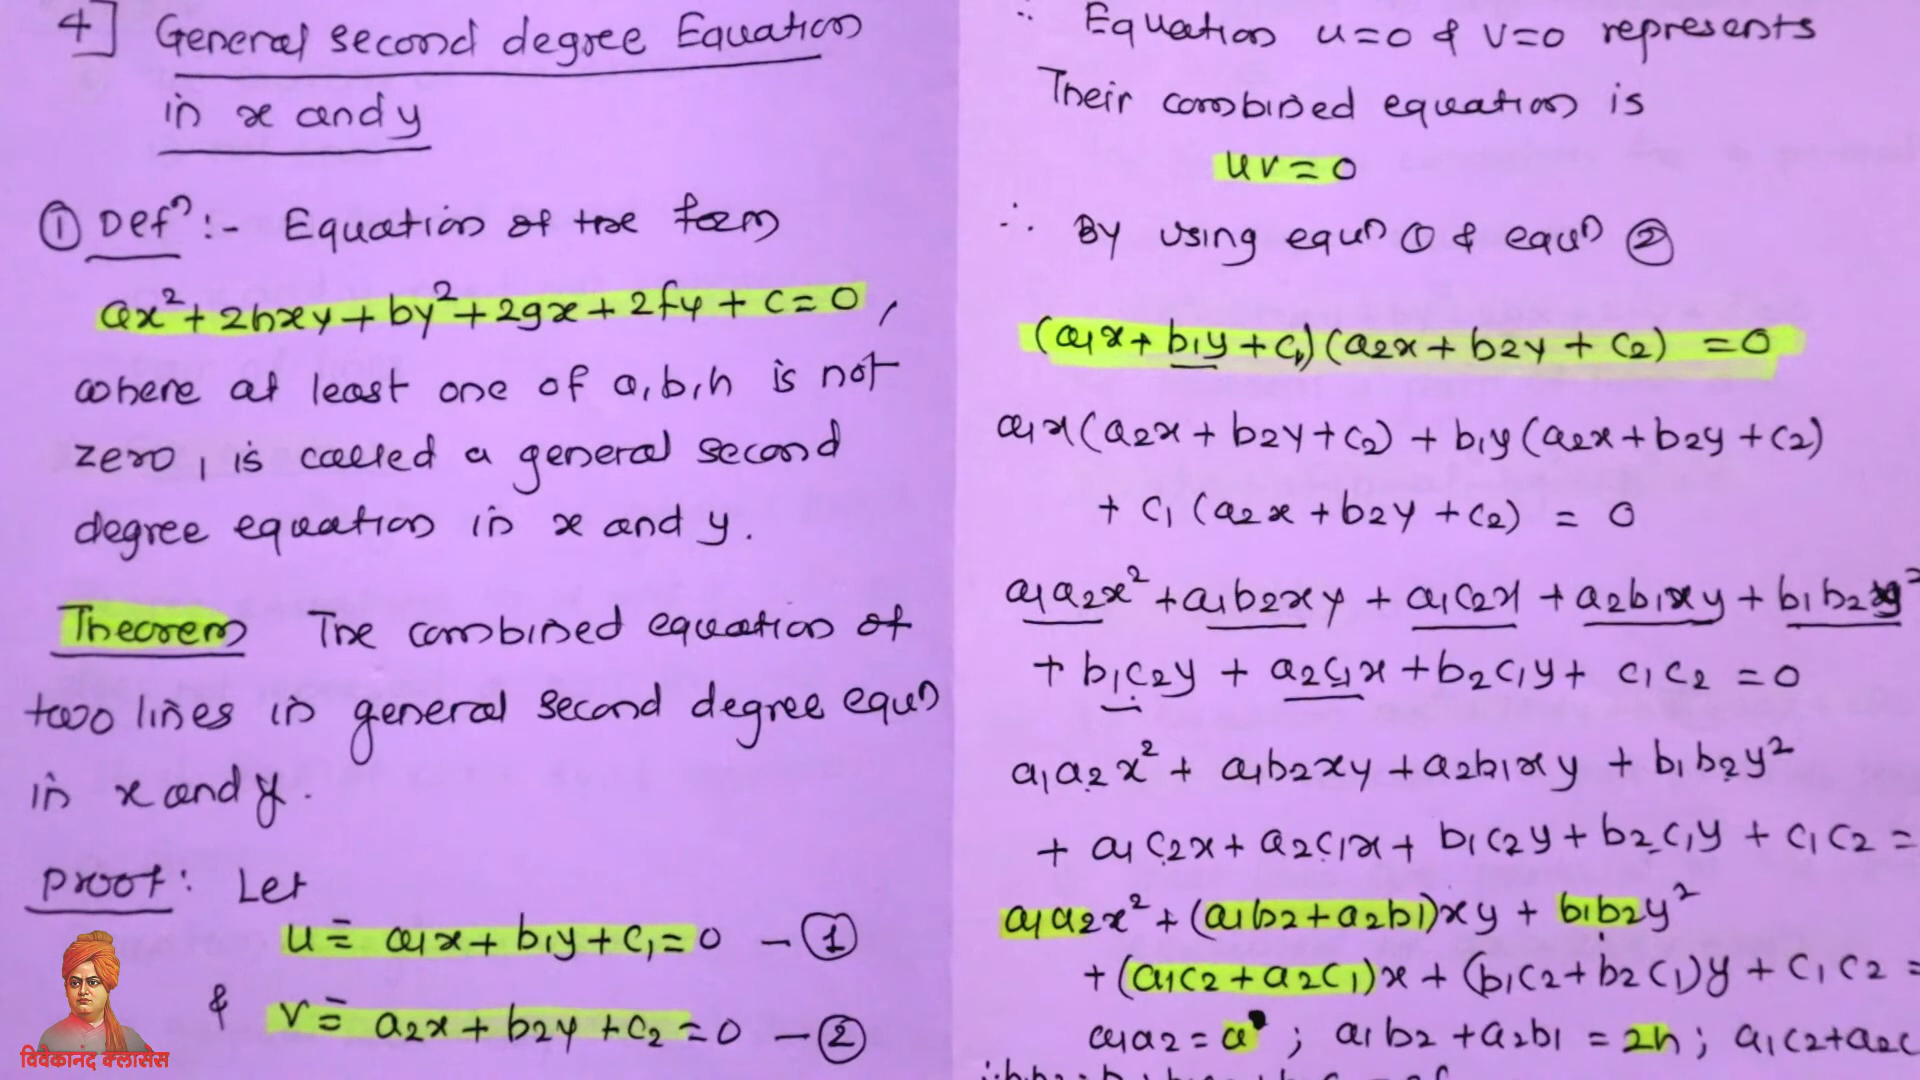 4] General second degree Equation
in x and y
① Defⁿ :- Equation of the form
ax² + 2hxy + by² + 2gx + 2fy + c = 0 ,
where at least one of a, b, h is not
zero, is called a general second
degree equation in x and y.
Theorem The combined equation of
two lines in general second degree equⁿ
in x and y.
Proof : Let
u ≡ a1x + b1y + c1 = 0 — ①
& v ≡ a2x + b2y + c2 = 0 — ②
विवेकानंद क्लासेस
∴ Equation u=0 & v=0 represents
Their combined equation is
uv = 0
∴ By using equⁿ ① & equⁿ ②
(a1x + b1y + c1) (a2x + b2y + c2) = 0
a1x (a2x + b2y + c2) + b1y (a2x + b2y + c2)
+ c1 (a2x + b2y + c2) = 0
a1a2x² + a1b2xy + a1c2x + a2b1xy + b1b2y²
+ b1c2y + a2c1x + b2c1y + c1c2 = 0
a1a2x² + a1b2xy + a2b1xy + b1b2y²
+ a1c2x + a2c1x + b1c2y + b2c1y + c1c2 =
a1a2x² + (a1b2 + a2b1)xy + b1b2y²
+ (a1c2 + a2c1)x + (b1c2 + b2c1)y + c1c2 =
a1a2 = a ; a1b2 + a2b1 = 2h ; a1c2 + a2c